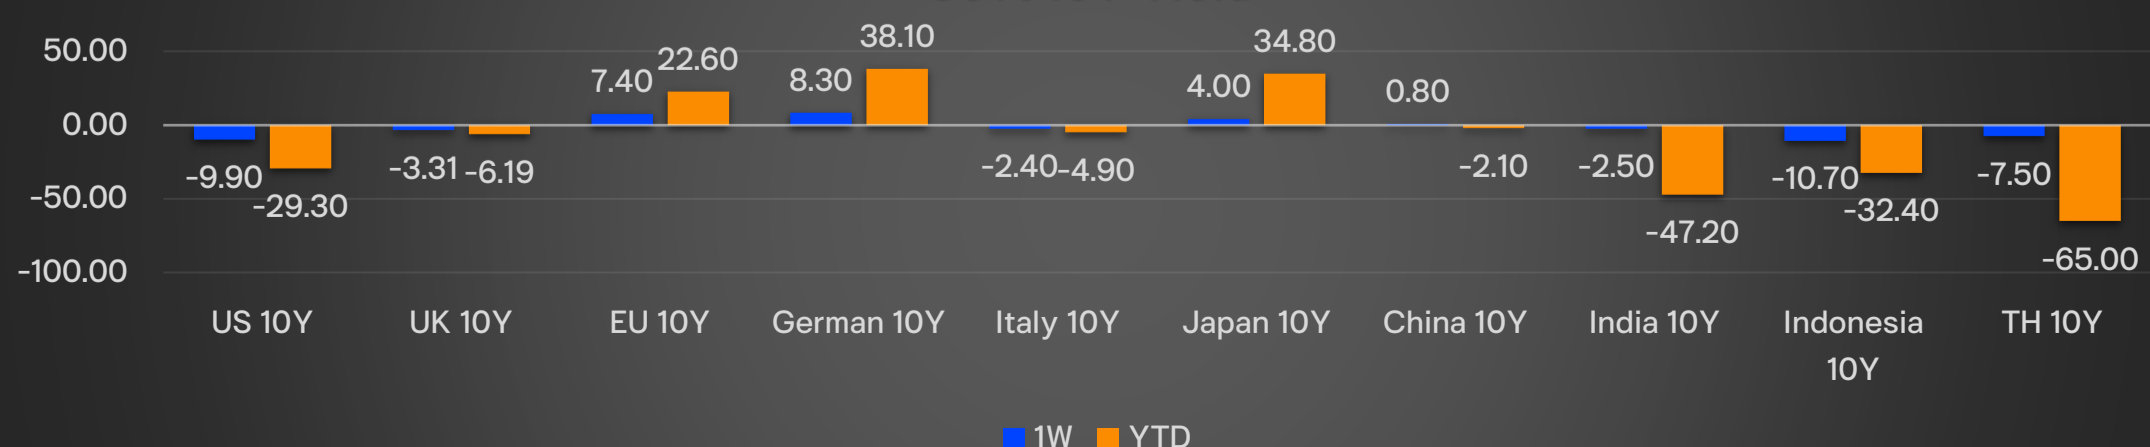 50.00
0.00
-50.00
-100.00
-9.90
-29.30
-3.31
-6.19
7.40
22.60
8.30
38.10
-2.40
-4.90
4.00
34.80
0.80
-2.10
-2.50
-47.20
-10.70
-32.40
-7.50
-65.00
US 10Y
UK 10Y
EU 10Y
German 10Y
Italy 10Y
Japan 10Y
China 10Y
India 10Y
Indonesia
10Y
TH 10Y
1W
YTD